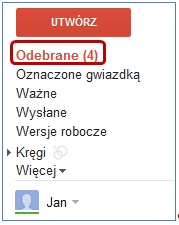 UTWÓRZ
Odebrane (4)
Oznaczone gwiazdką
Ważne
Wysłane
Wersje robocze
Kręgi
Więcej
Jan